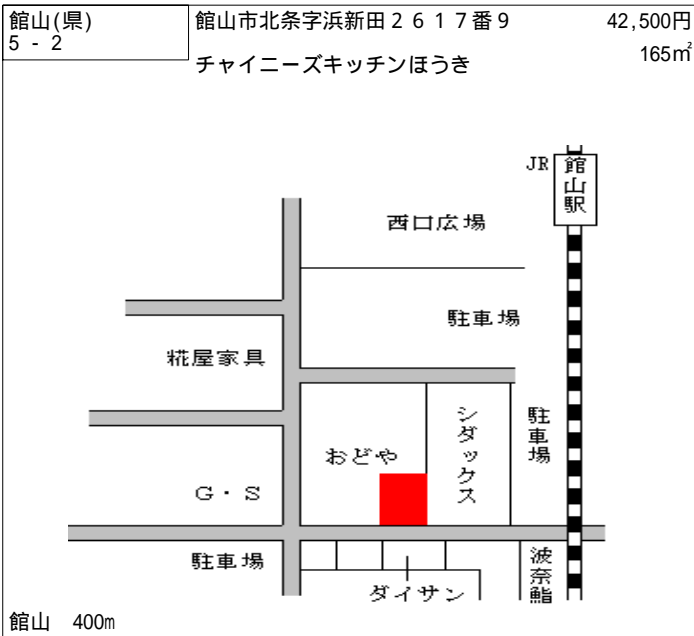 館山(県)
5 - 2
館山市北条字浜新田２６１７番９
42,500円
165㎡
チャイニーズキッチンほうき
JR
館山駅
西口広場
駐車場
糀屋家具
シダックス
駐車場
おどや
G・S
駐車場
ダイサン
波奈鮨
館山 400m